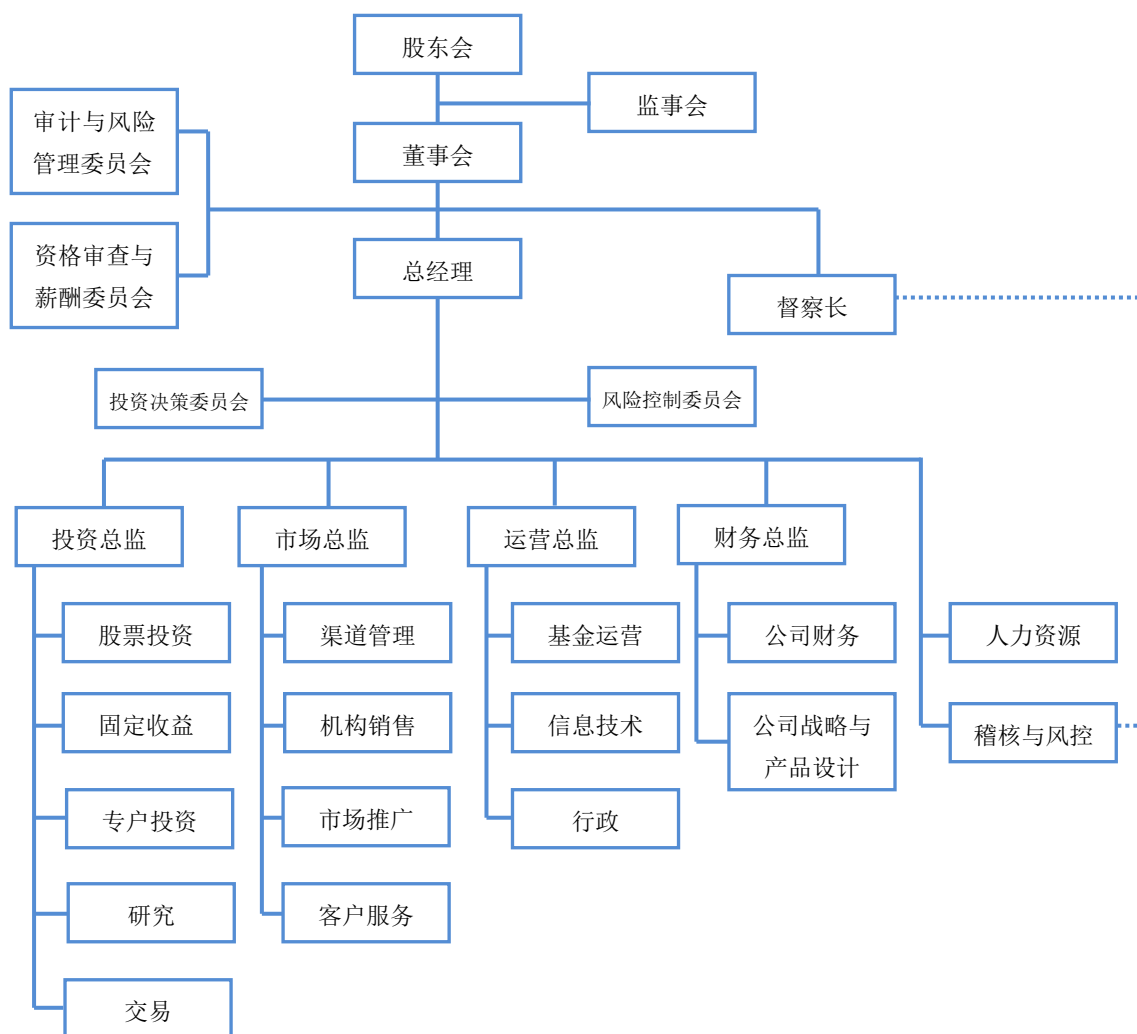 股东会
监事会
审计与风险
管理委员会
董事会
资格审查与
薪酬委员会
总经理
督察长
投资决策委员会
风险控制委员会
投资总监
市场总监
运营总监
财务总监
股票投资
渠道管理
基金运营
公司财务
人力资源
固定收益
机构销售
信息技术
公司战略与
产品设计
稽核与风控
专户投资
市场推广
行政
研究
客户服务
交易